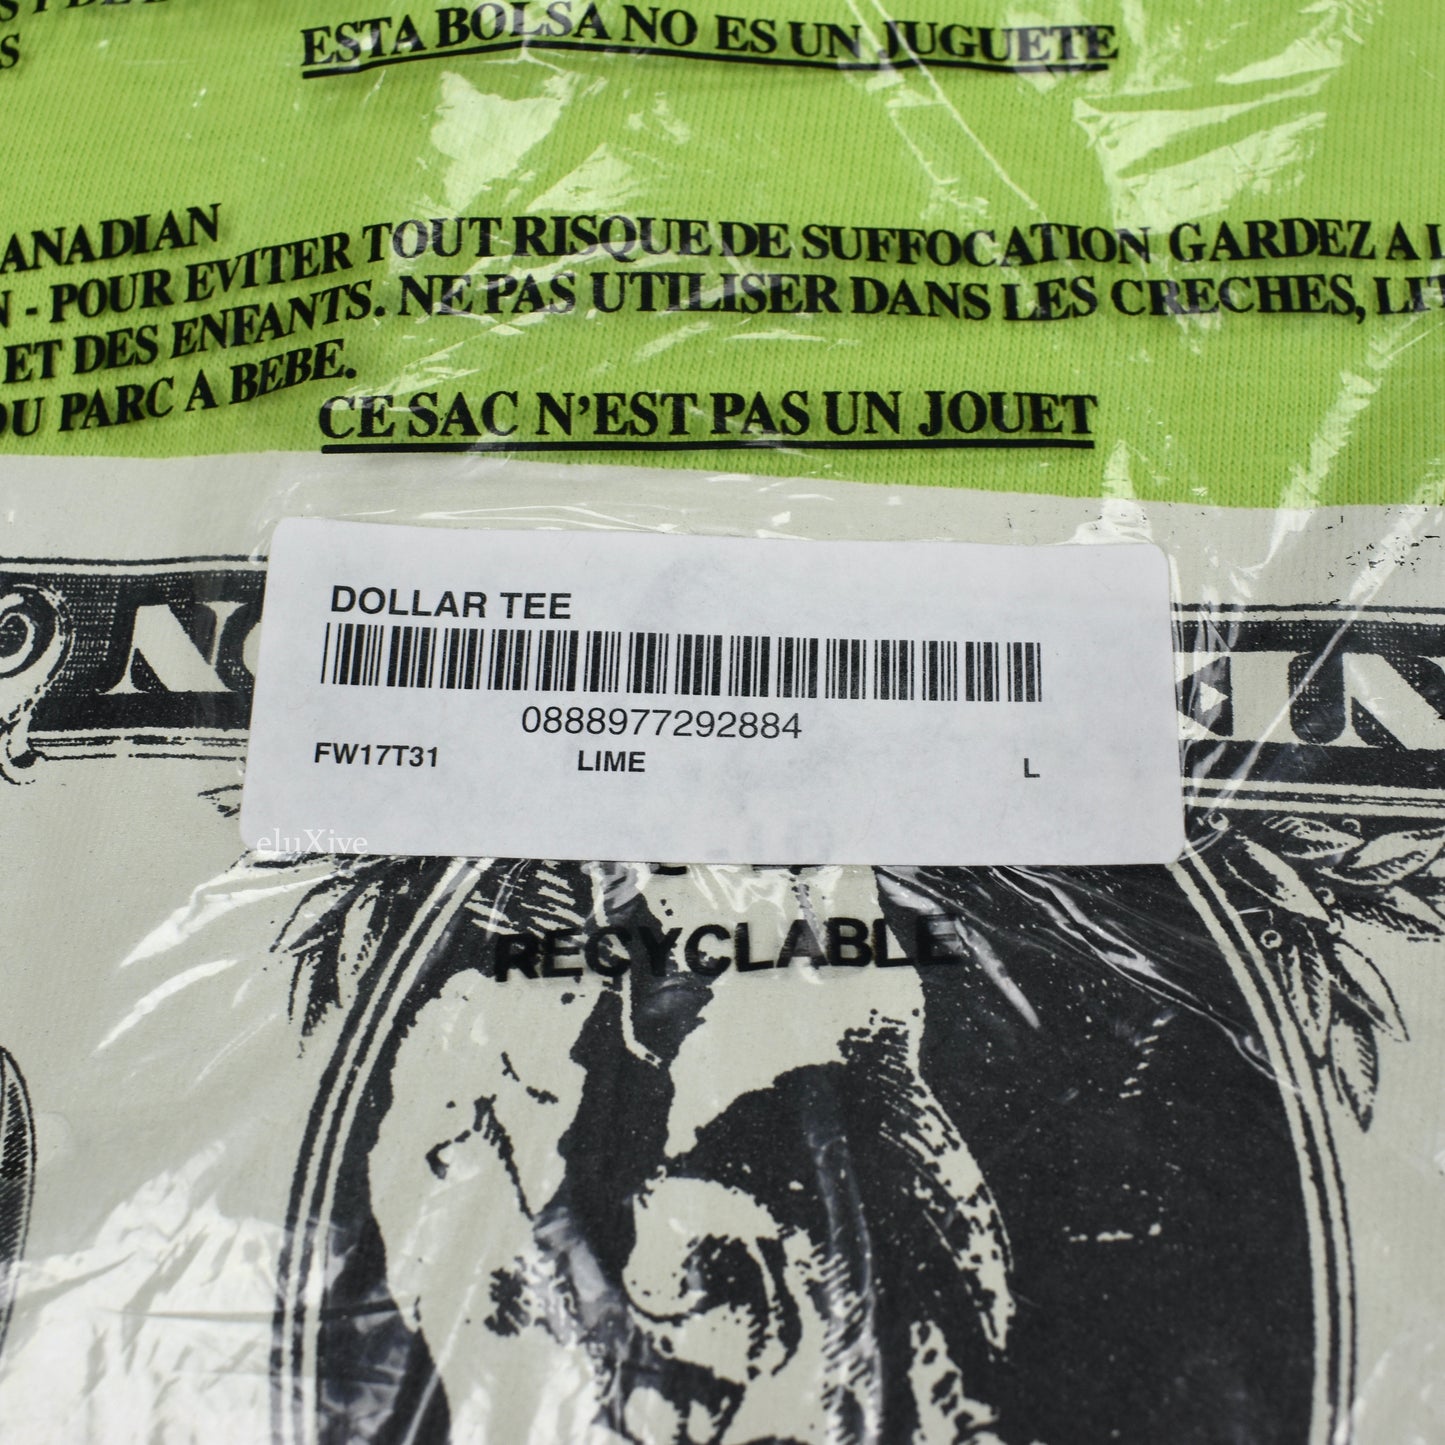 ESTA BOLSA NO ES UN JUGUETE
ANADIAN
N - POUR EVITER TOUT RISQUE DE SUFFOCATION GARDEZ A L
ET DES ENFANTS. NE PAS UTILISER DANS LES CRECHES, LIT
OU PARC A BEBE.
CE SAC N'EST PAS UN JOUET
DOLLAR TEE
0888977292884
FW17T31 LIME L
eluXive
RECYCLABLE